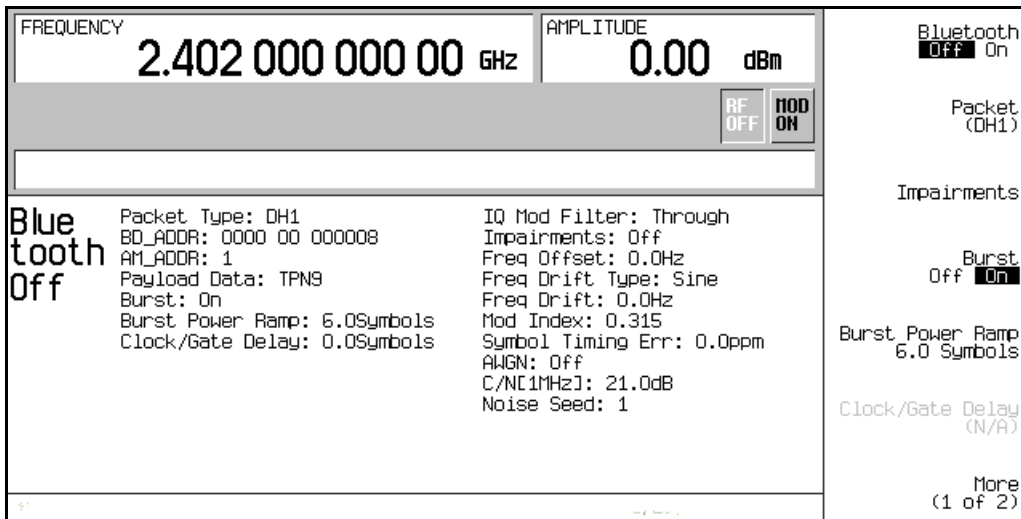 FREQUENCY
2.402 000 000 00 GHz
AMPLITUDE
0.00 dBm
RF OFF
MOD ON
Bluetooth Off
Packet Type: DH1
BD_ADDR: 0000 00 000008
AM_ADDR: 1
Payload Data: TPN9
Burst: On
Burst Power Ramp: 6.0Symbols
Clock/Gate Delay: 0.0Symbols
IQ Mod Filter: Through
Impairments: Off
Freq Offset: 0.0Hz
Freq Drift Type: Sine
Freq Drift: 0.0Hz
Mod Index: 0.315
Symbol Timing Err: 0.0ppm
AWGN: Off
C/N[1MHz]: 21.0dB
Noise Seed: 1
Bluetooth
Off On
Packet
(DH1)
Impairments
Burst
Off On
Burst Power Ramp
6.0 Symbols
Clock/Gate Delay
(N/A)
More
(1 of 2)